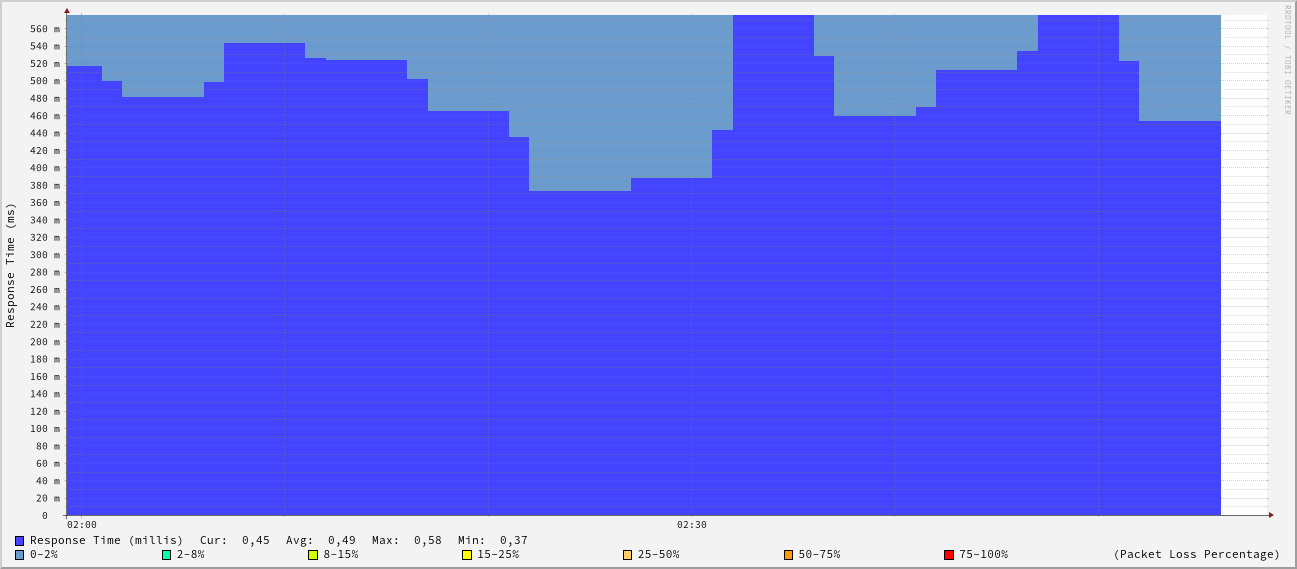 RRDTOOL / TOBI OETIKER
Response Time (ms)
560 m
540 m
520 m
500 m
480 m
460 m
440 m
420 m
400 m
380 m
360 m
340 m
320 m
300 m
280 m
260 m
240 m
220 m
200 m
180 m
160 m
140 m
120 m
100 m
80 m
60 m
40 m
20 m
0
02:00 02:30
Response Time (millis) Cur: 0,45 Avg: 0,49 Max: 0,58 Min: 0,37
0-2% 2-8% 8-15% 15-25% 25-50% 50-75% 75-100% (Packet Loss Percentage)